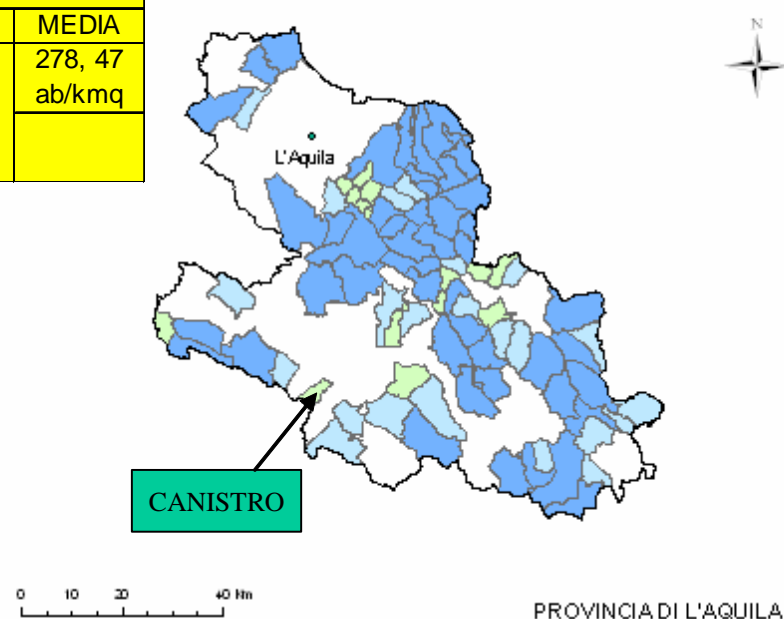 MEDIA
278, 47
ab/kmq
N
L'Aquila
CANISTRO
0 10 20 40 Km
PROVINCIA DI L'AQUILA